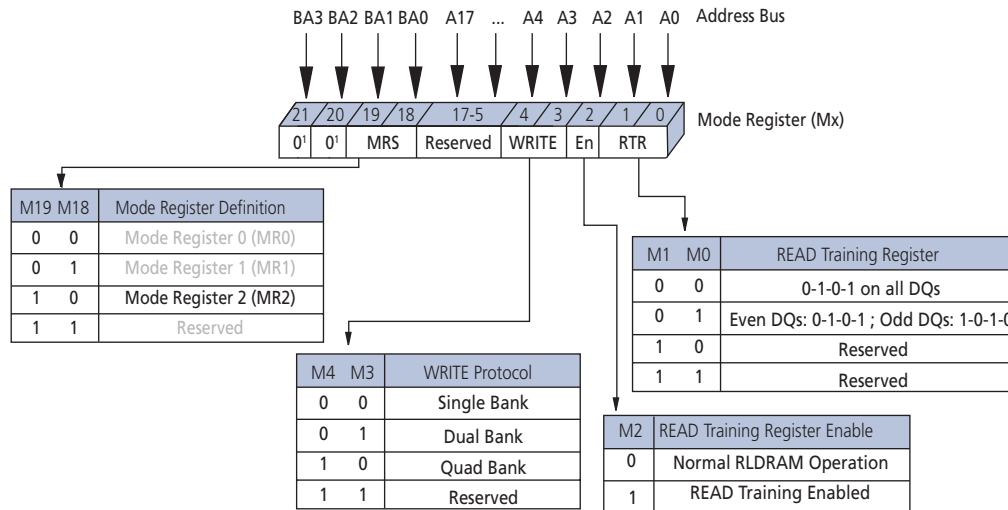 BA3 BA2 BA1 BA0 A17 ... A4 A3 A2 A1 A0 Address Bus
21 20 19 18 17-5 4 3 2 1 0 Mode Register (Mx)
0¹ 0¹ MRS Reserved WRITE En RTR
M19 M18 Mode Register Definition
0 0 Mode Register 0 (MR0)
0 1 Mode Register 1 (MR1)
1 0 Mode Register 2 (MR2)
1 1 Reserved
M1 M0 READ Training Register
0 0 0-1-0-1 on all DQs
0 1 Even DQs: 0-1-0-1 ; Odd DQs: 1-0-1-0
1 0 Reserved
1 1 Reserved
M4 M3 WRITE Protocol
0 0 Single Bank
0 1 Dual Bank
1 0 Quad Bank
1 1 Reserved
M2 READ Training Register Enable
0 Normal RLDRAM Operation
1 READ Training Enabled